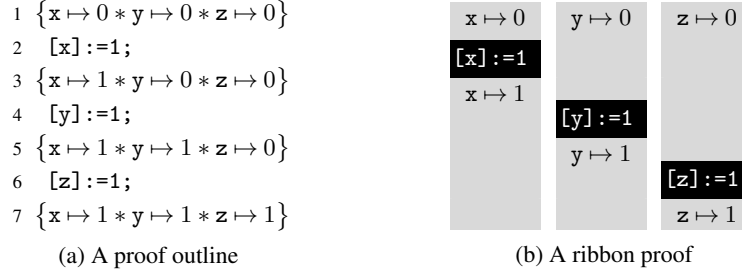 1 {x ↦ 0 ∗ y ↦ 0 ∗ z ↦ 0}
2 [x]:=1;
3 {x ↦ 1 ∗ y ↦ 0 ∗ z ↦ 0}
4 [y]:=1;
5 {x ↦ 1 ∗ y ↦ 1 ∗ z ↦ 0}
6 [z]:=1;
7 {x ↦ 1 ∗ y ↦ 1 ∗ z ↦ 1}
(a) A proof outline
x ↦ 0 y ↦ 0 z ↦ 0
[x]:=1
x ↦ 1
[y]:=1
y ↦ 1
[z]:=1
z ↦ 1
(b) A ribbon proof